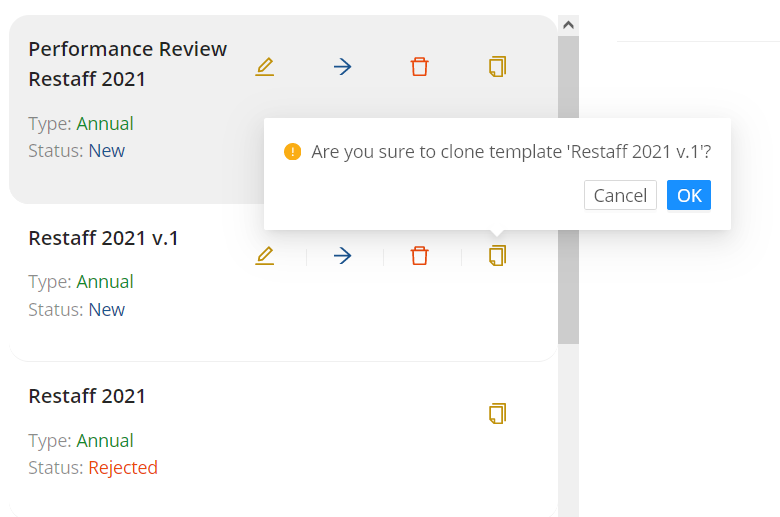 Performance Review
Restaff 2021
Type: Annual
Status: New
Are you sure to clone template 'Restaff 2021 v.1'?
Cancel OK
Restaff 2021 v.1
Type: Annual
Status: New
Restaff 2021
Type: Annual
Status: Rejected